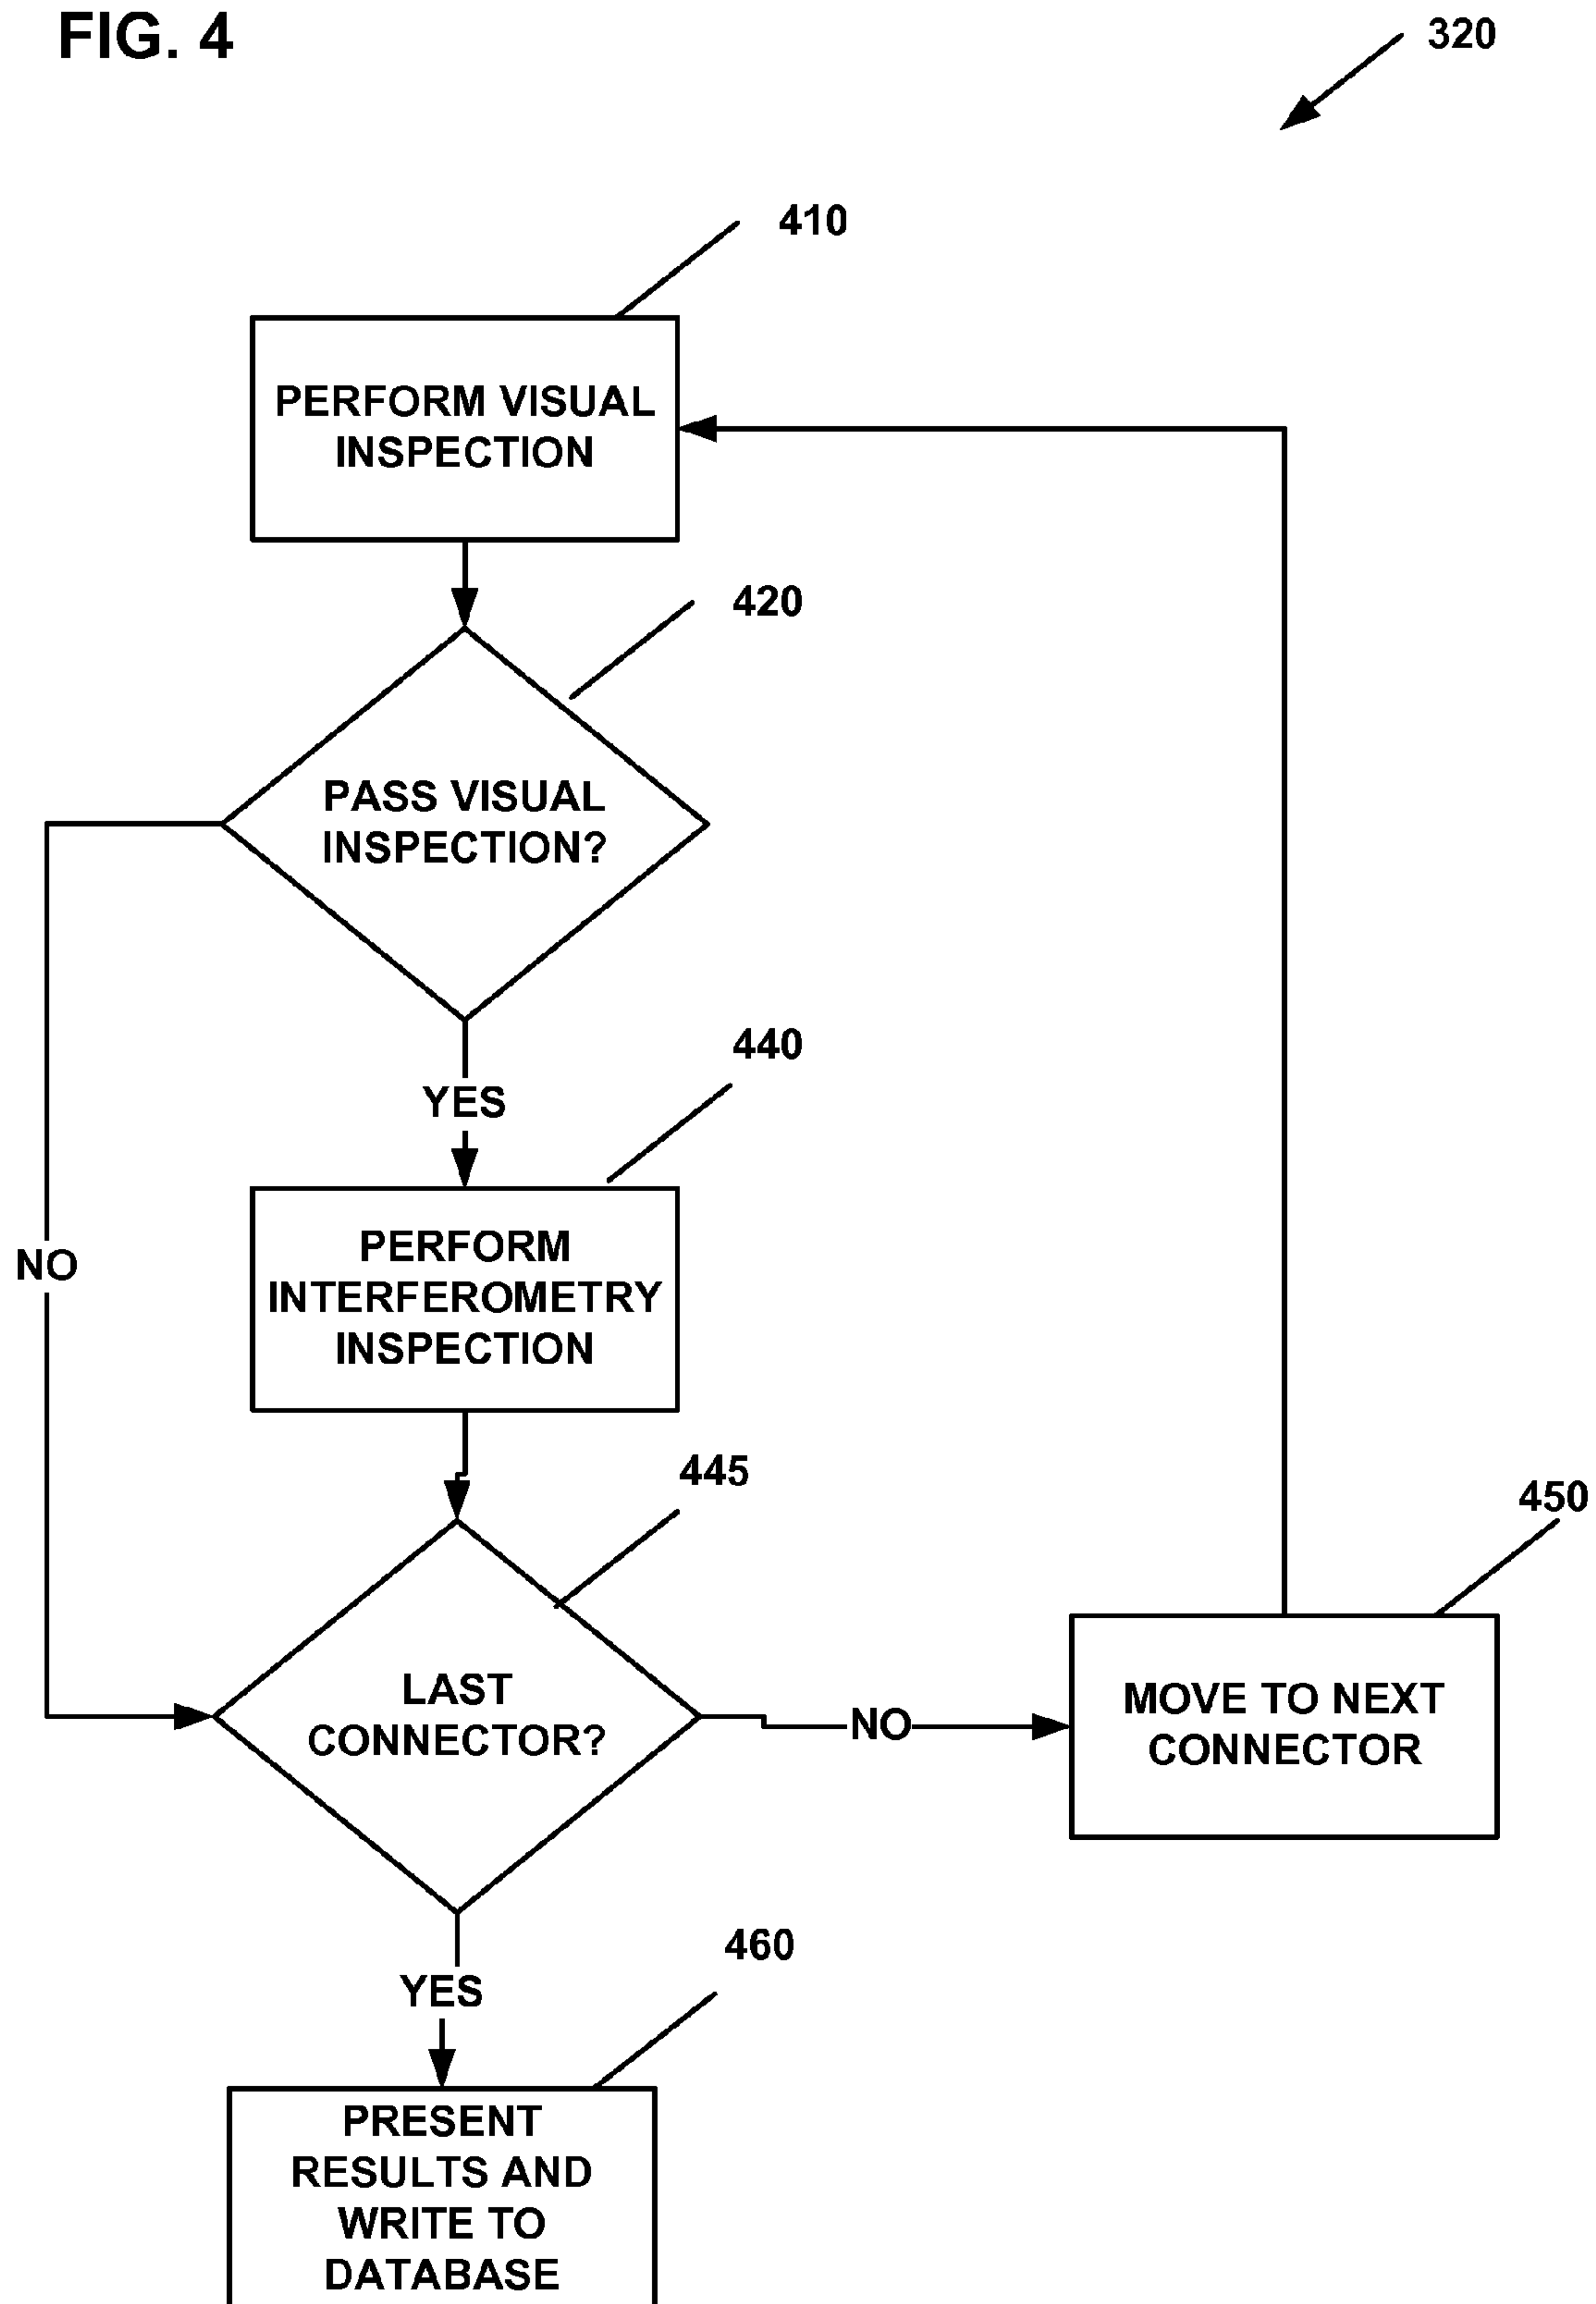 FIG. 4
320
410
PERFORM VISUAL
INSPECTION
420
PASS VISUAL
INSPECTION?
440
YES
NO
PERFORM
INTERFEROMETRY
INSPECTION
445
450
LAST
CONNECTOR?
NO
MOVE TO NEXT
CONNECTOR
460
YES
PRESENT
RESULTS AND
WRITE TO
DATABASE